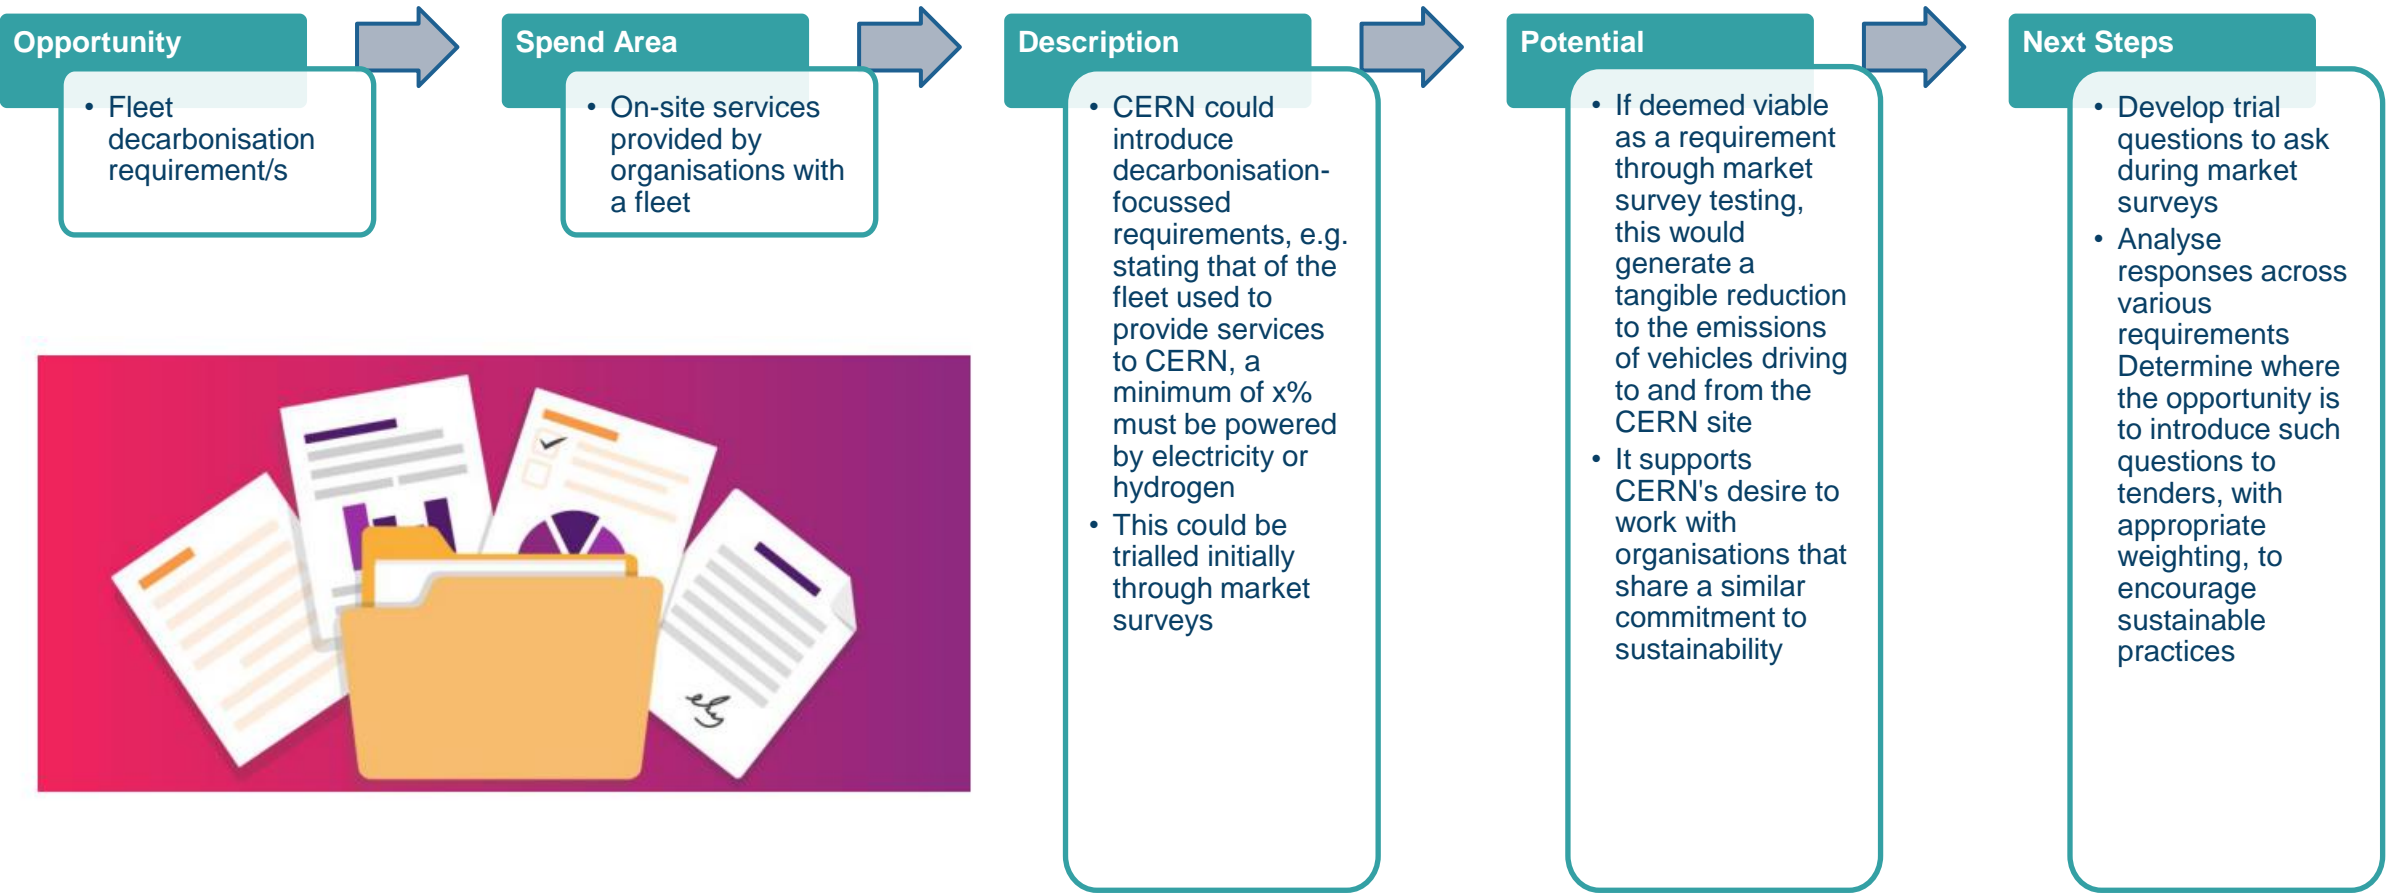 Opportunity
• Fleet
decarbonisation
requirement/s
Spend Area
• On-site services
provided by
organisations with
a fleet
Description
• CERN could
introduce
decarbonisation-
focussed
requirements, e.g.
stating that of the
fleet used to
provide services
to CERN, a
minimum of x%
must be powered
by electricity or
hydrogen
• This could be
trialled initially
through market
surveys
Potential
• If deemed viable
as a requirement
through market
survey testing,
this would
generate a
tangible reduction
to the emissions
of vehicles driving
to and from the
CERN site
• It supports
CERN's desire to
work with
organisations that
share a similar
commitment to
sustainability
Next Steps
• Develop trial
questions to ask
during market
surveys
• Analyse
responses across
various
requirements
Determine where
the opportunity is
to introduce such
questions to
tenders, with
appropriate
weighting, to
encourage
sustainable
practices